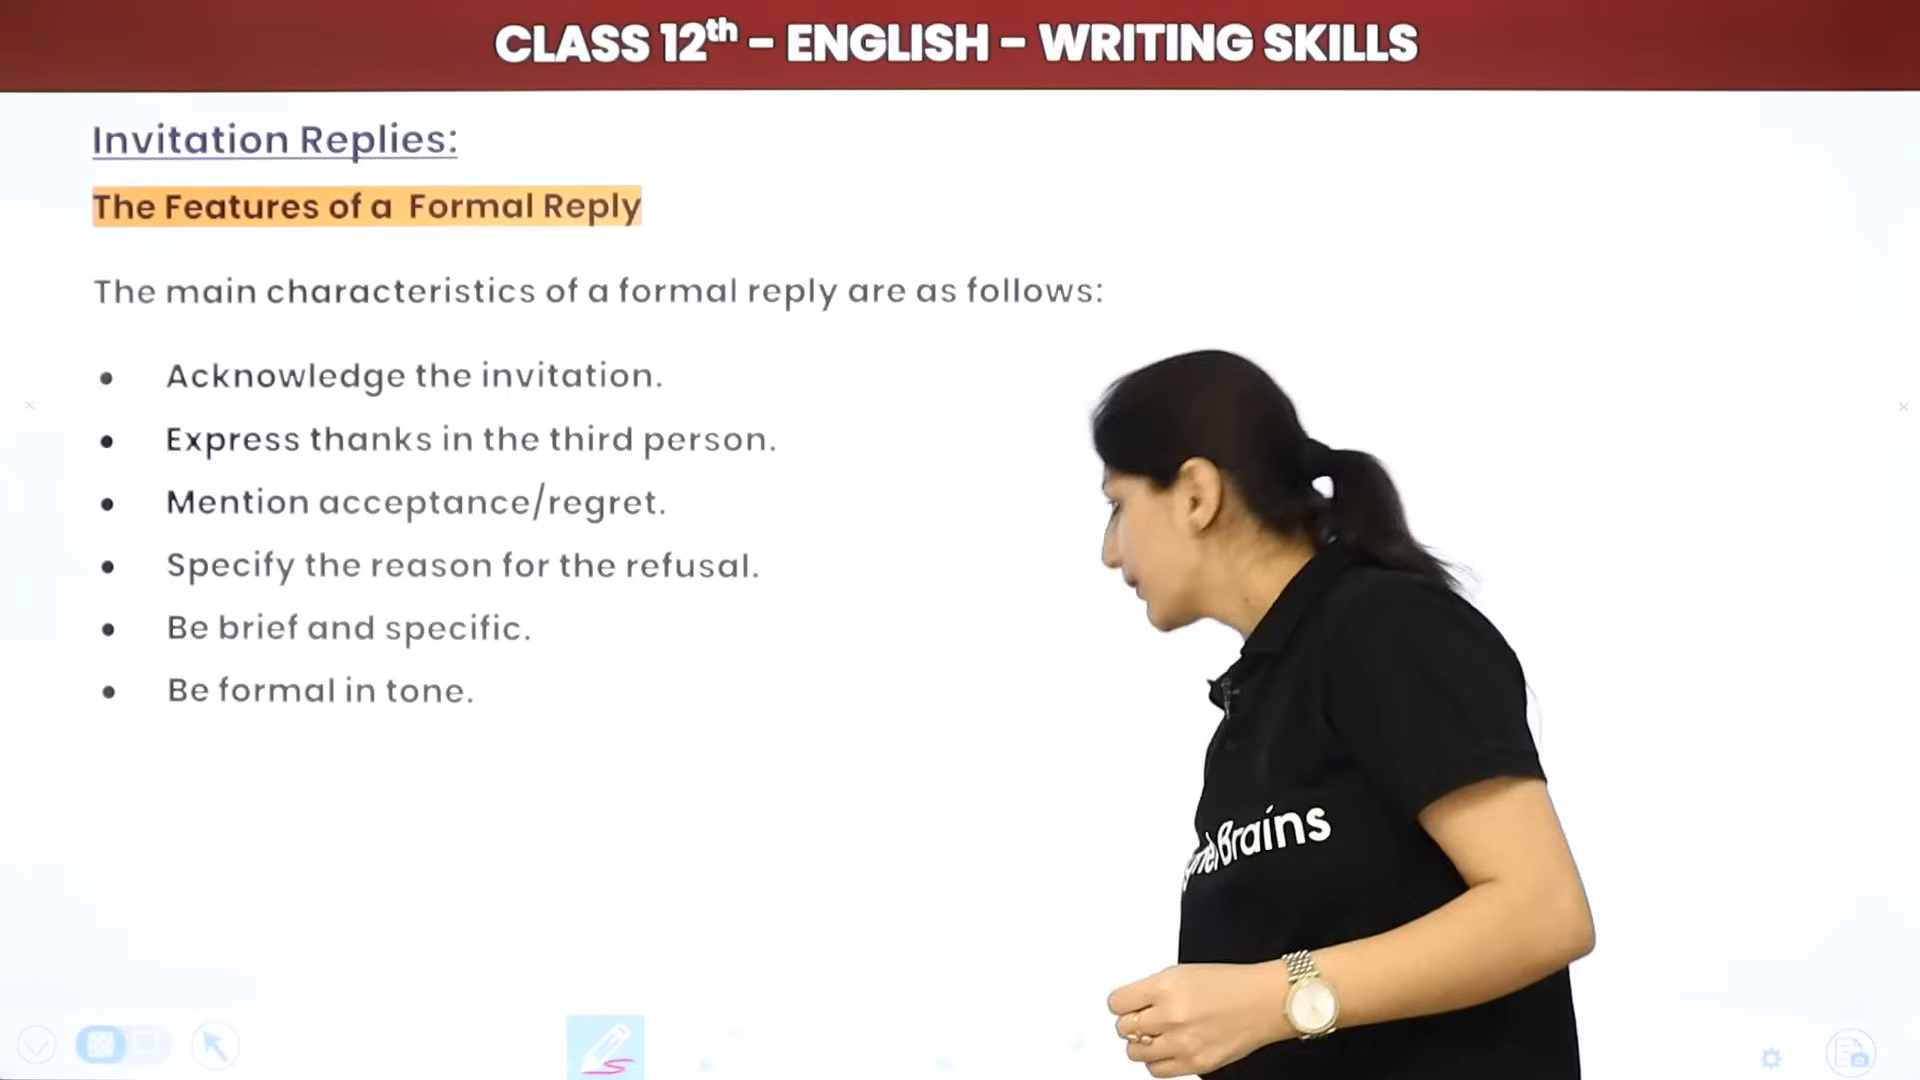 CLASS 12th – ENGLISH – WRITING SKILLS
Invitation Replies:
The Features of a Formal Reply
The main characteristics of a formal reply are as follows:
• Acknowledge the invitation.
• Express thanks in the third person.
• Mention acceptance/regret.
• Specify the reason for the refusal.
• Be brief and specific.
• Be formal in tone.
Brains